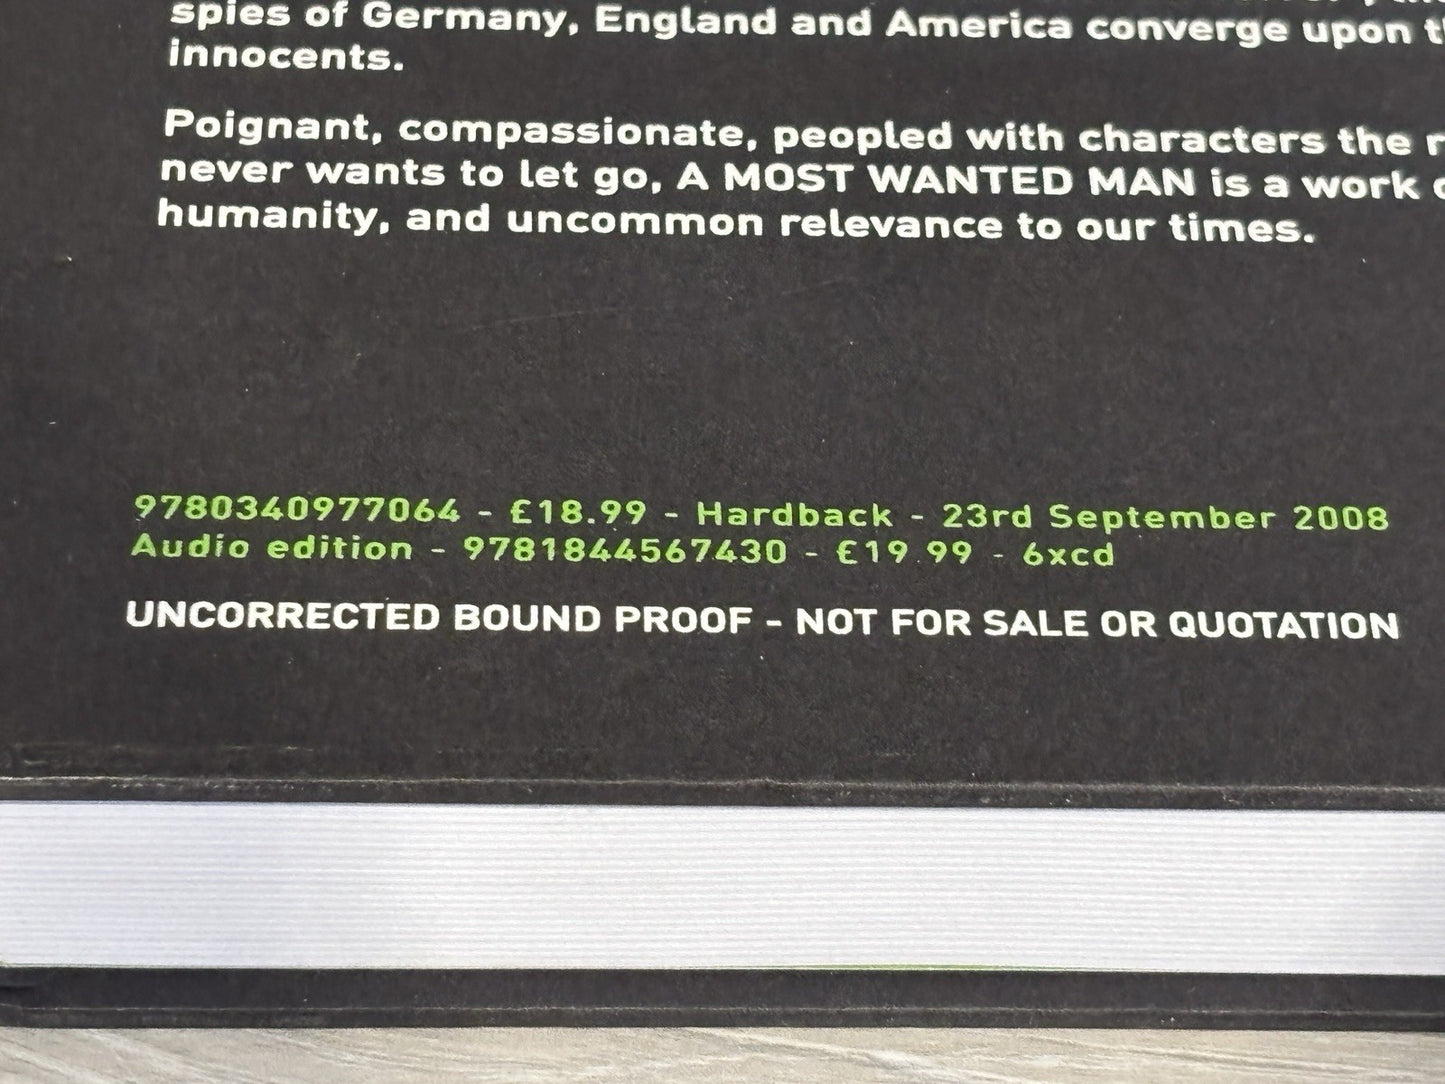 spies of Germany, England and America converge upon
innocents.
Poignant, compassionate, peopled with characters the
never wants to let go, A MOST WANTED MAN is a work
humanity, and uncommon relevance to our times.
9780340977064 - £18.99 - Hardback - 23rd September 2008
Audio edition - 9781844567430 - £19.99 - 6xcd
UNCORRECTED BOUND PROOF - NOT FOR SALE OR QUOTATION